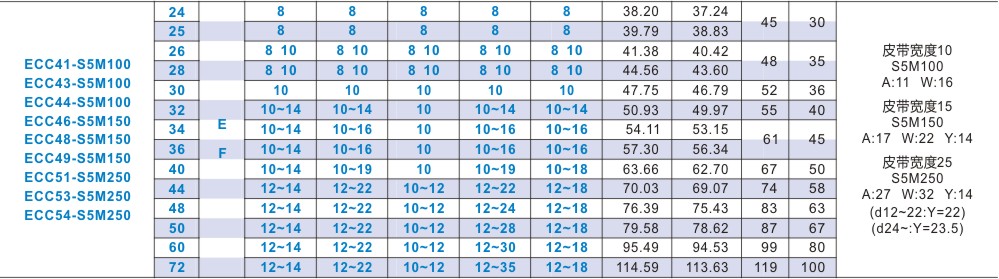 24 8 8 8 8 8 38.20 37.24 45 30
25 8 8 8 8 8 39.79 38.83
26 8 10 8 10 8 10 8 10 8 10 41.38 40.42 48 35
28 8 10 8 10 8 10 8 10 8 10 44.56 43.60
30 10 10 10 10 10 47.75 46.79 52 36
32 10~14 10~14 10 10~14 10~14 50.93 49.97 55 40
34 10~14 10~16 10 10~16 10~16 54.11 53.15 61 45
36 10~14 10~16 10 10~16 10~16 57.30 56.34
40 10~14 10~19 10 10~19 10~18 63.66 62.70 67 50
44 12~14 12~22 10~12 12~22 12~18 70.03 69.07 74 58
48 12~14 12~22 10~12 12~24 12~18 76.39 75.43 83 63
50 12~14 12~22 10~12 12~28 12~18 79.58 78.62 87 67
60 12~14 12~22 10~12 12~30 12~18 95.49 94.53 99 80
72 12~14 12~22 10~12 12~35 12~18 114.59 113.63 119 100
ECC41-S5M100
ECC43-S5M100
ECC44-S5M100
ECC46-S5M150
ECC48-S5M150
ECC49-S5M150
ECC51-S5M250
ECC53-S5M250
ECC54-S5M250
E
F
皮带宽度10
S5M100
A:11 W:16
皮带宽度15
S5M150
A:17 W:22 Y:14
皮带宽度25
S5M250
A:27 W:32 Y:14
(d12~22:Y=22)
(d24~:Y=23.5)